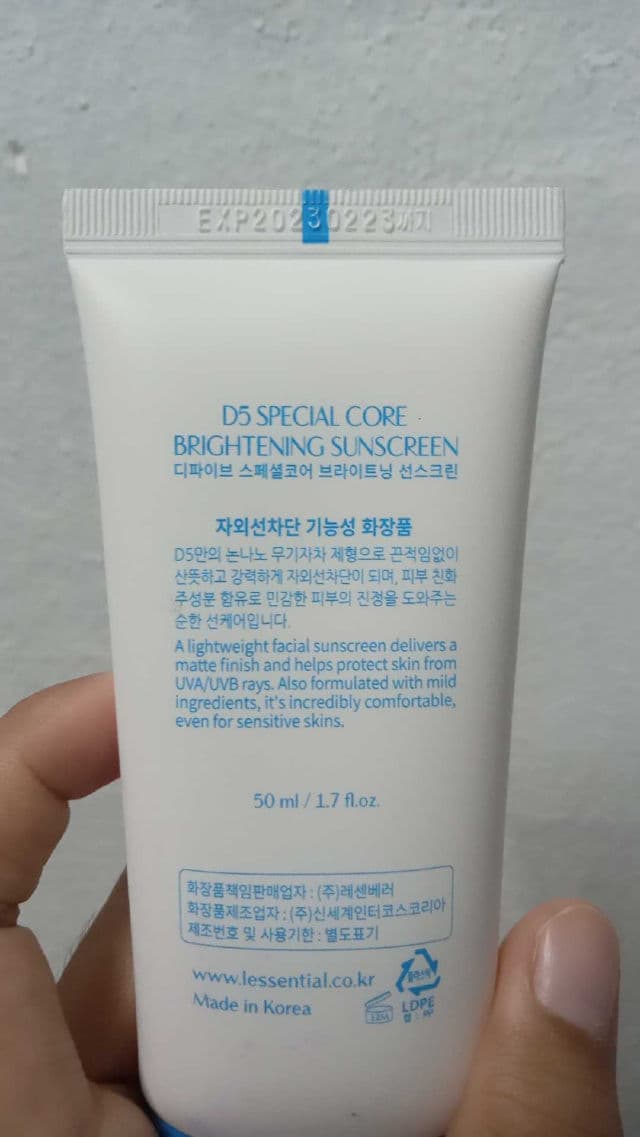 EXP20230223까지
D5 SPECIAL CORE
BRIGHTENING SUNSCREEN
디파이브 스페셜코어 브라이트닝 선스크린
자외선차단 기능성 화장품
D5만의 논나노 무기자차 제형으로 끈적임없이
산뜻하고 강력하게 자외선차단이 되며, 피부 친화
주성분 함유로 민감한 피부의 진정을 도와주는
순한 선케어입니다.
A lightweight facial sunscreen delivers a
matte finish and helps protect skin from
UVA/UVB rays. Also formulated with mild
ingredients, it's incredibly comfortable,
even for sensitive skins.
50 ml / 1.7 fl.oz.
화장품책임판매업자 : (주)레센베러
화장품제조업자 : (주)신세계인터코스코리아
제조번호 및 사용기한 : 별도표기
www.lessential.co.kr
Made in Korea
12M
플라스틱
LDPE
캡 : PP